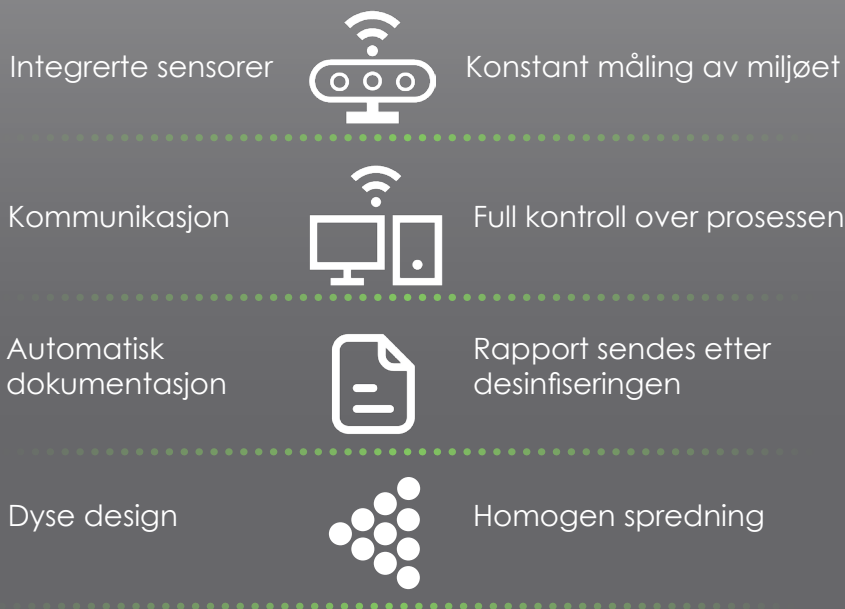 Integrerte sensorer
Konstant måling av miljøet
Kommunikasjon
Full kontroll over prosessen
Automatisk
dokumentasjon
Rapport sendes etter
desinfiseringen
Dyse design
Homogen spredning